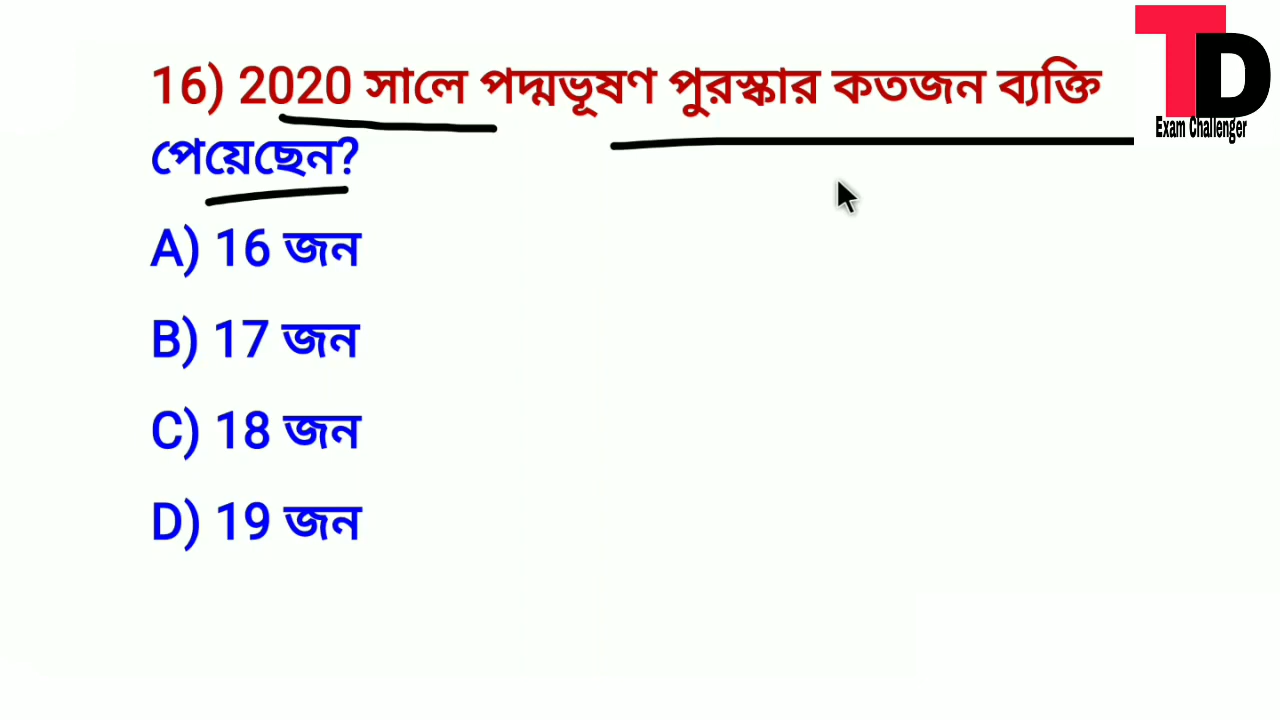 16) 2020 সালে পদ্মভূষণ পুরস্কার কতজন ব্যক্তি
পেয়েছেন?
A) 16 জন
B) 17 জন
C) 18 জন
D) 19 জন
TD
Exam Challenger